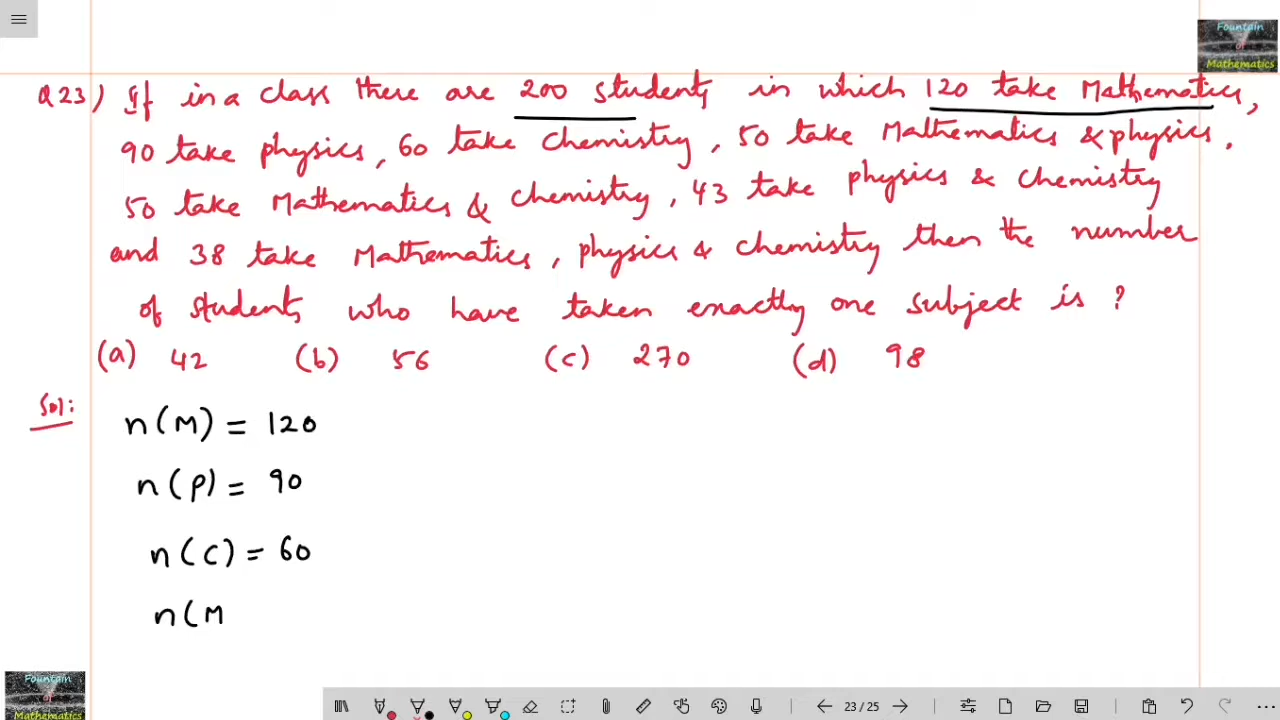 Fountain
of
Mathematics
Q23) If in a class there are 200 students in which 120 take Mathematics,
90 take physics, 60 take chemistry, 50 take Mathematics & physics,
50 take Mathematics & chemistry, 43 take physics & chemistry
and 38 take Mathematics, physics & chemistry then the number
of students who have taken exactly one subject is ?
(a) 42 (b) 56 (c) 270 (d) 98
Sol:
n(M) = 120
n(P) = 90
n(C) = 60
n(M
Fountain
of
Mathematics
23 / 25